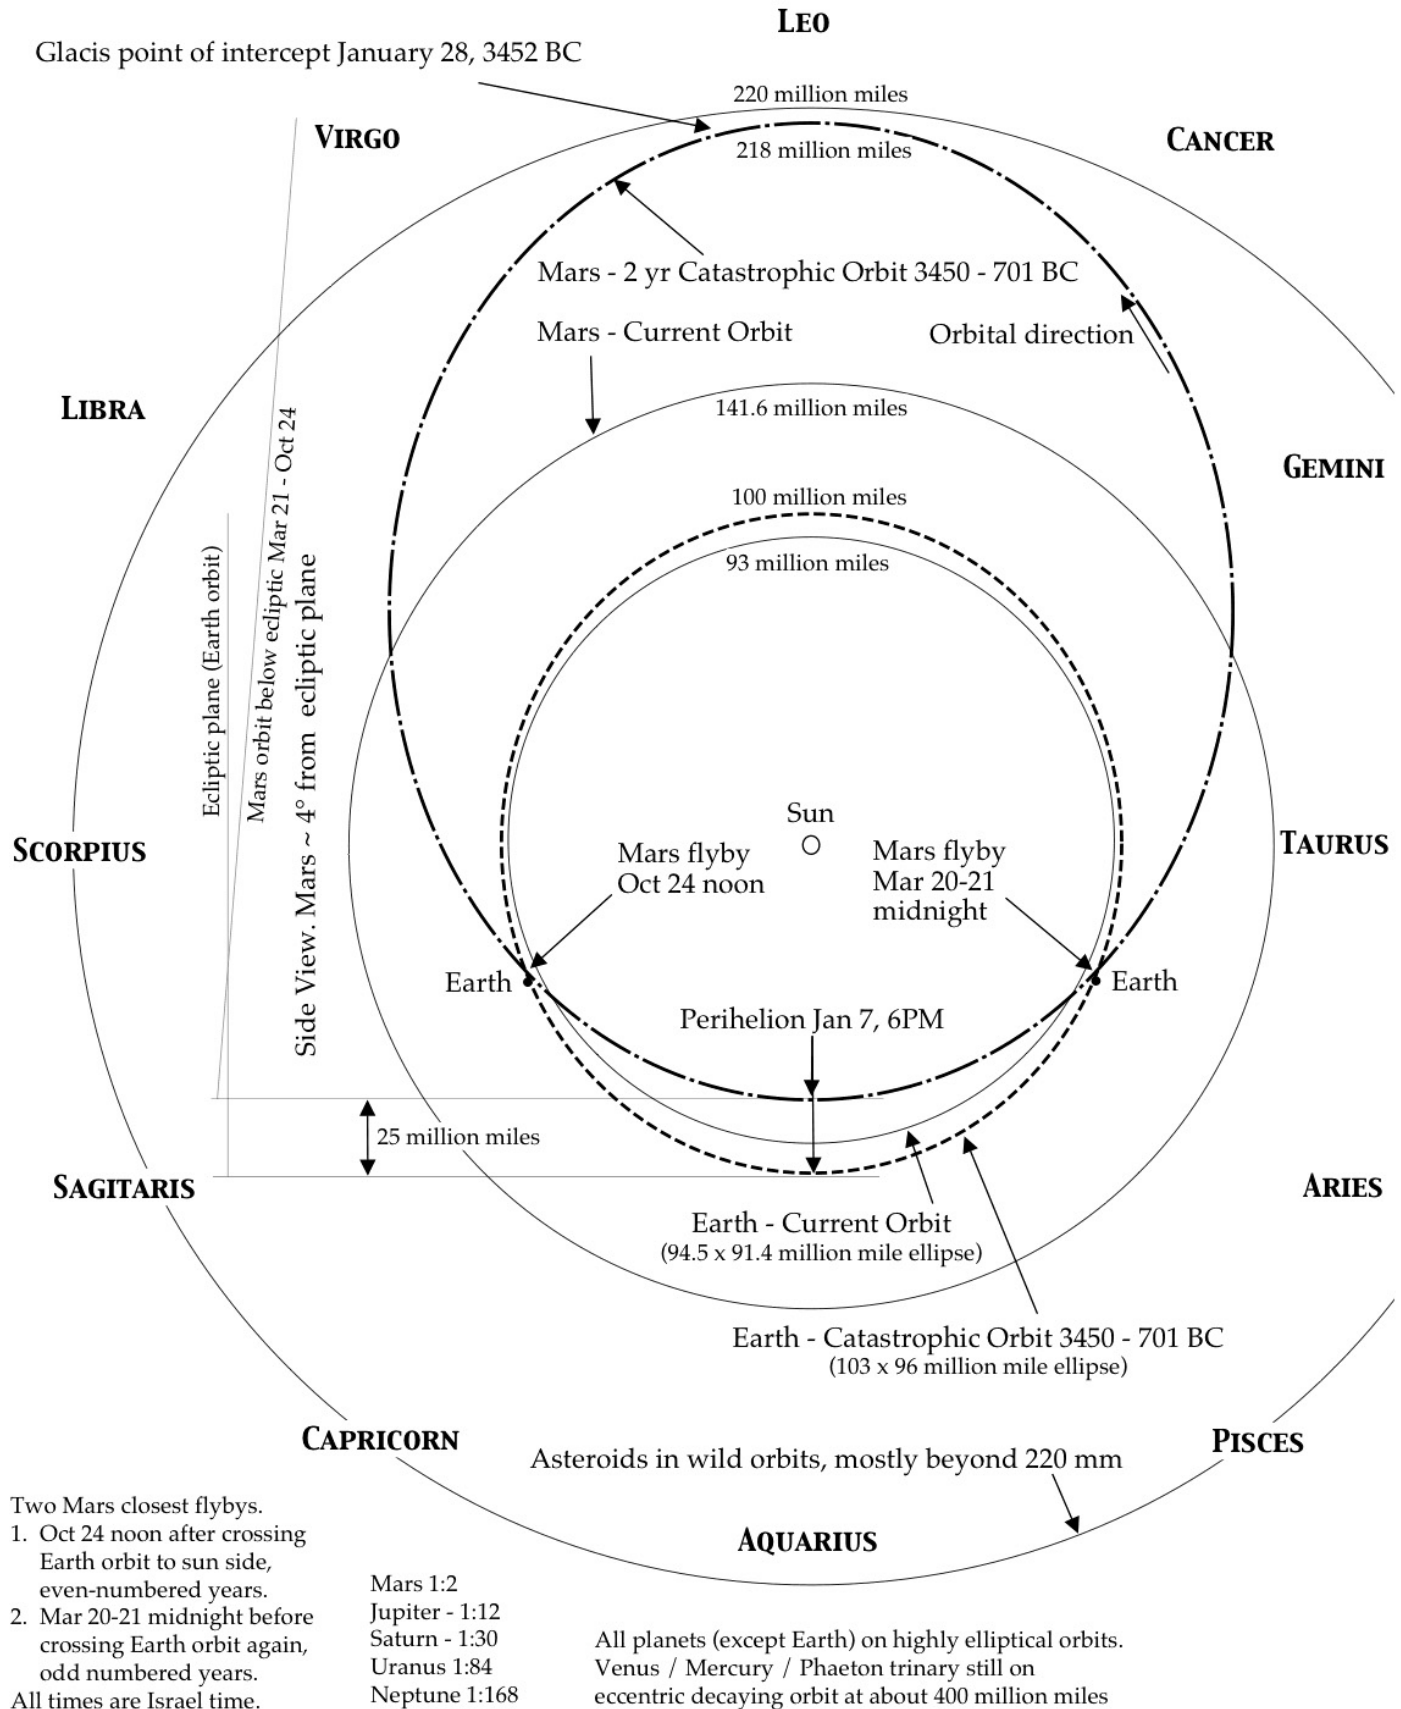 LEO
Glacis point of intercept January 28, 3452 BC
220 million miles
VIRGO
CANCER
218 million miles
Mars - 2 yr Catastrophic Orbit 3450 - 701 BC
Mars - Current Orbit
Orbital direction
LIBRA
141.6 million miles
GEMINI
100 million miles
93 million miles
Ecliptic plane (Earth orbit)
Mars orbit below ecliptic Mar 21 - Oct 24
Side View. Mars ~ 4° from ecliptic plane
Sun
SCORPIUS
TAURUS
Mars flyby
Oct 24 noon
Mars flyby
Mar 20-21
midnight
Earth
Earth
Perihelion Jan 7, 6PM
25 million miles
SAGITARIS
ARIES
Earth - Current Orbit
(94.5 x 91.4 million mile ellipse)
Earth - Catastrophic Orbit 3450 - 701 BC
(103 x 96 million mile ellipse)
CAPRICORN
PISCES
Asteroids in wild orbits, mostly beyond 220 mm
AQUARIUS
Two Mars closest flybys.
1. Oct 24 noon after crossing
Earth orbit to sun side,
even-numbered years.
2. Mar 20-21 midnight before
crossing Earth orbit again,
odd numbered years.
All times are Israel time.
Mars 1:2
Jupiter - 1:12
Saturn - 1:30
Uranus 1:84
Neptune 1:168
All planets (except Earth) on highly elliptical orbits.
Venus / Mercury / Phaeton trinary still on
eccentric decaying orbit at about 400 million miles